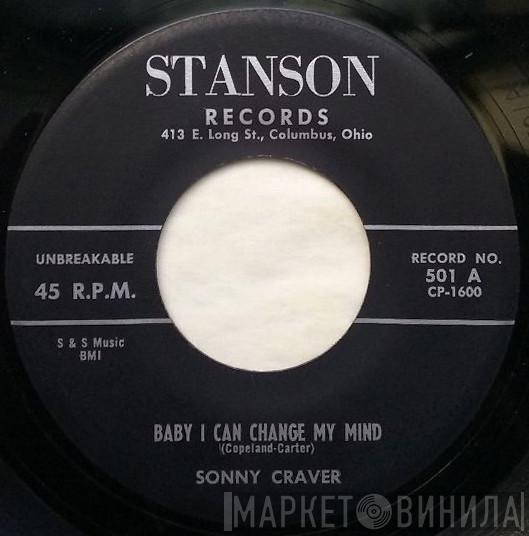 STANSON
RECORDS
413 E. Long St., Columbus, Ohio
UNBREAKABLE
45 R.P.M.
RECORD NO.
501 A
CP-1600
S & S Music
BMI
BABY I CAN CHANGE MY MIND
(Copeland-Carter)
SONNY CRAVER
МАРКЕТ ВИНИЛА